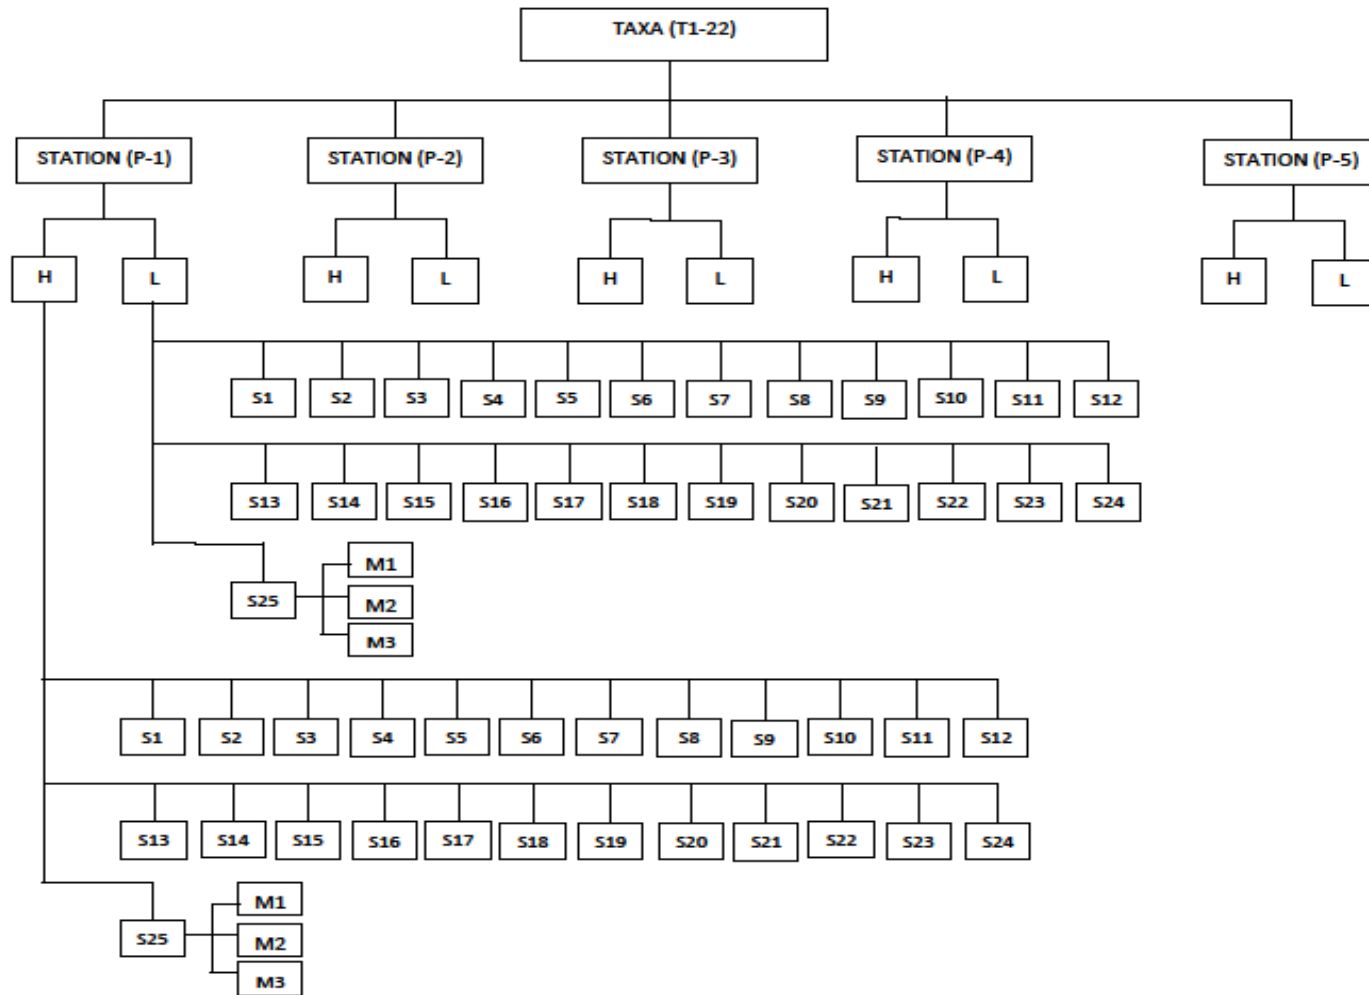 TAXA (T1-22)
STATION (P-1) STATION (P-2) STATION (P-3) STATION (P-4) STATION (P-5)
H L H L H L H L H L
S1 S2 S3 S4 S5 S6 S7 S8 S9 S10 S11 S12
S13 S14 S15 S16 S17 S18 S19 S20 S21 S22 S23 S24
M1
S25 M2
M3
S1 S2 S3 S4 S5 S6 S7 S8 S9 S10 S11 S12
S13 S14 S15 S16 S17 S18 S19 S20 S21 S22 S23 S24
M1
S25 M2
M3